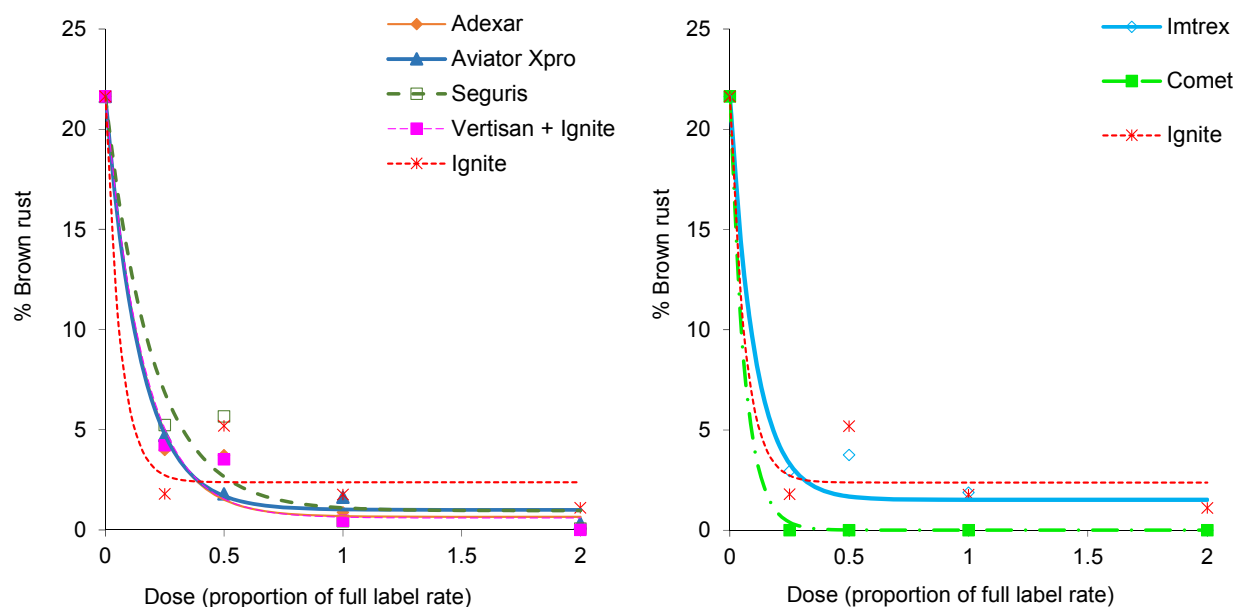 25
20
15
10
5
0
% Brown rust
0
0.5
1
1.5
2
Dose (proportion of full label rate)
Adexar
Aviator Xpro
Seguris
Vertisan + Ignite
Ignite
25
20
15
10
5
0
% Brown rust
0
0.5
1
1.5
2
Dose (proportion of full label rate)
Imtrex
Comet
Ignite